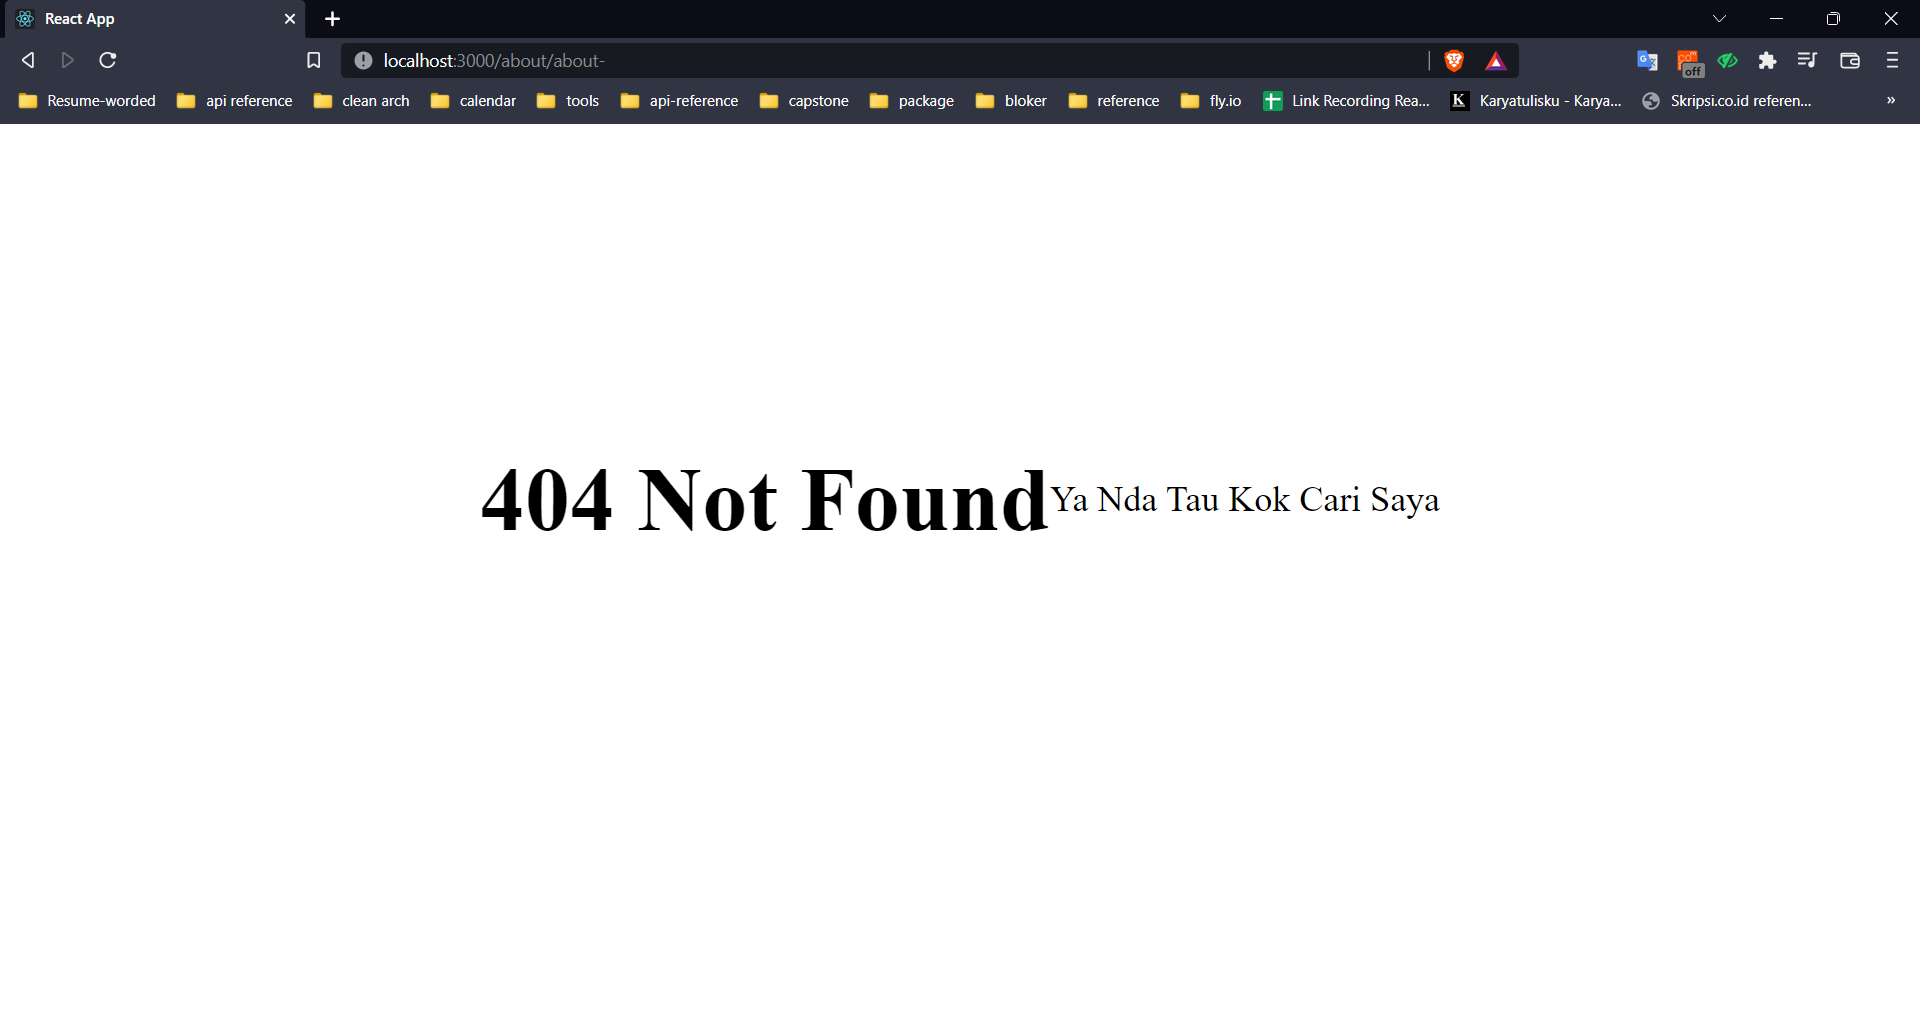 React App
localhost:3000/about/about-
off
Resume-worded api reference clean arch calendar tools api-reference capstone package bloker reference fly.io Link Recording Rea... K Karyatulisku - Karya... Skripsi.co.id referen... »
404 Not Found Ya Nda Tau Kok Cari Saya